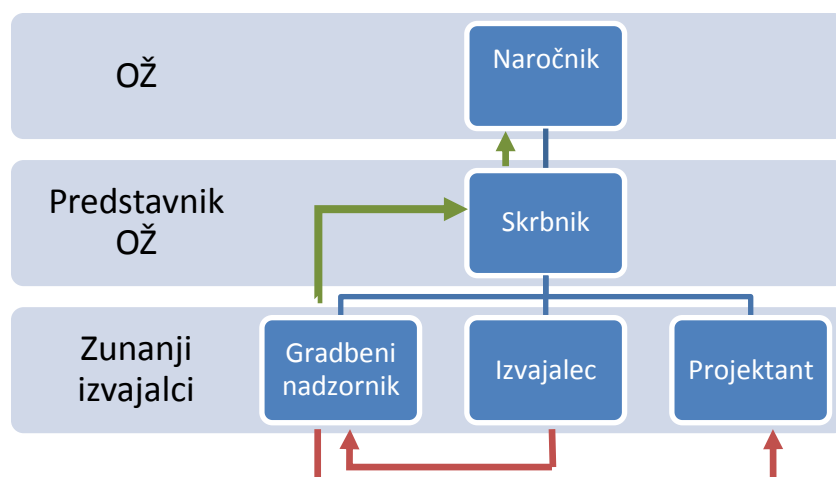 OŽ
Naročnik
Predstavnik
OŽ
Skrbnik
Zunanji
izvajalci
Gradbeni
nadzornik
Izvajalec
Projektant